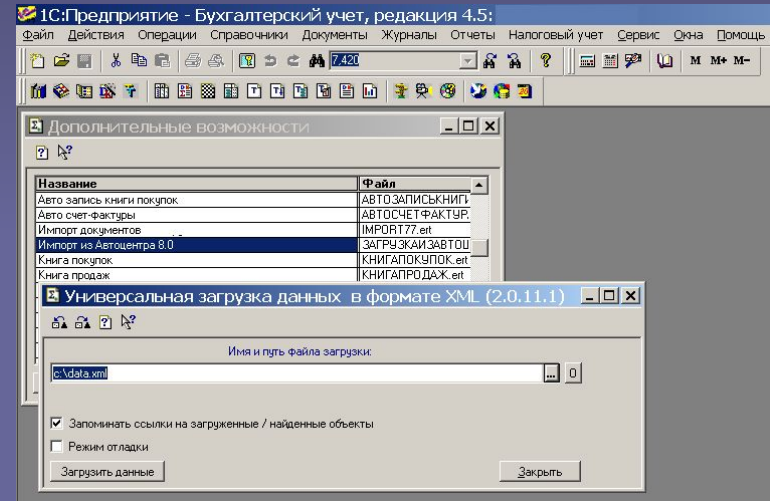 1С:Предприятие - Бухгалтерский учет, редакция 4.5:
Файл Действия Операции Справочники Документы Журналы Отчеты Налоговый учет Сервис Окна Помощь
7,420
M M+ M-
Дополнительные возможности
Название Файл
Авто запись книги покупок АВТОЗАПИСЬКНИГИ
Авто счет-фактуры АВТОСЧЕТФАКТУР.
Импорт документов IMPORT77.ert
Импорт из Автоцентра 8.0 ЗАГРУЗКАИЗАВТОЦ
Книга покупок КНИГАПОКУПОК.ert
Книга продаж КНИГАПРОДАЖ.ert
Универсальная загрузка данных в формате XML (2.0.11.1)
Имя и путь файла загрузки:
c:\data.xml ... 0
Запоминать ссылки на загруженные / найденные объекты
Режим отладки
Загрузить данные Закрыть